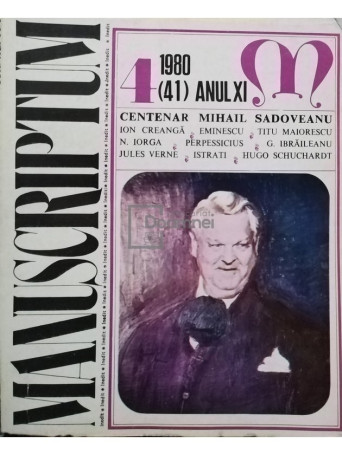 MANUSCRIPTUM
4 1980 M
(41) ANUL XI
CENTENAR MIHAIL SADOVEANU
ION CREANGĂ EMINESCU TITU MAIORESCU
N. IORGA PERPESSICIUS G. IBRĂILEANU
JULES VERNE ISTRATI HUGO SCHUCHARDT